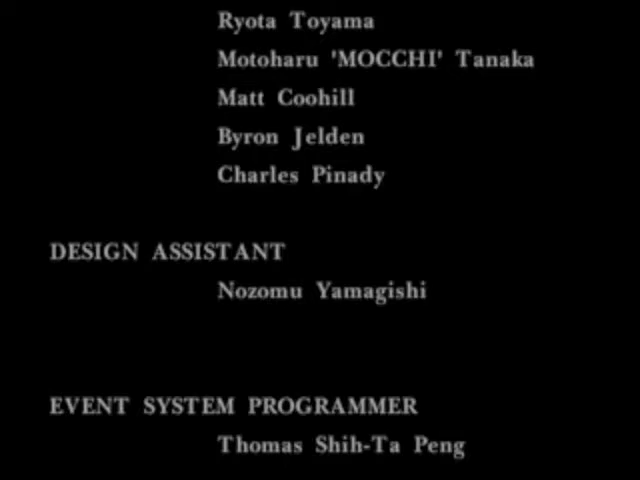 Ryota Toyama
Motoharu 'MOCCHI' Tanaka
Matt Coohill
Byron Jelden
Charles Pinady
DESIGN ASSISTANT
Nozomu Yamagishi
EVENT SYSTEM PROGRAMMER
Thomas Shih-Ta Peng